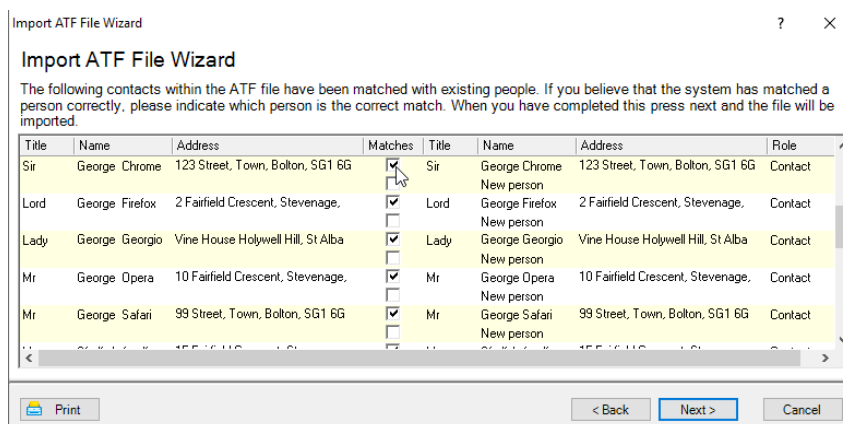 Import ATF File Wizard ? ×
Import ATF File Wizard
The following contacts within the ATF file have been matched with existing people. If you believe that the system has matched a
person correctly, please indicate which person is the correct match. When you have completed this press next and the file will be
imported.
Title Name Address Matches Title Name Address Role
Sir George Chrome 123 Street, Town, Bolton, SG1 6G Sir George Chrome 123 Street, Town, Bolton, SG1 6G Contact
New person
Lord George Firefox 2 Fairfield Crescent, Stevenage, Lord George Firefox 2 Fairfield Crescent, Stevenage, Contact
New person
Lady George Georgio Vine House Holywell Hill, St Alba Lady George Georgio Vine House Holywell Hill, St Alba Contact
New person
Mr George Opera 10 Fairfield Crescent, Stevenage, Mr George Opera 10 Fairfield Crescent, Stevenage, Contact
New person
Mr George Safari 99 Street, Town, Bolton, SG1 6G Mr George Safari 99 Street, Town, Bolton, SG1 6G Contact
New person
Print < Back Next > Cancel